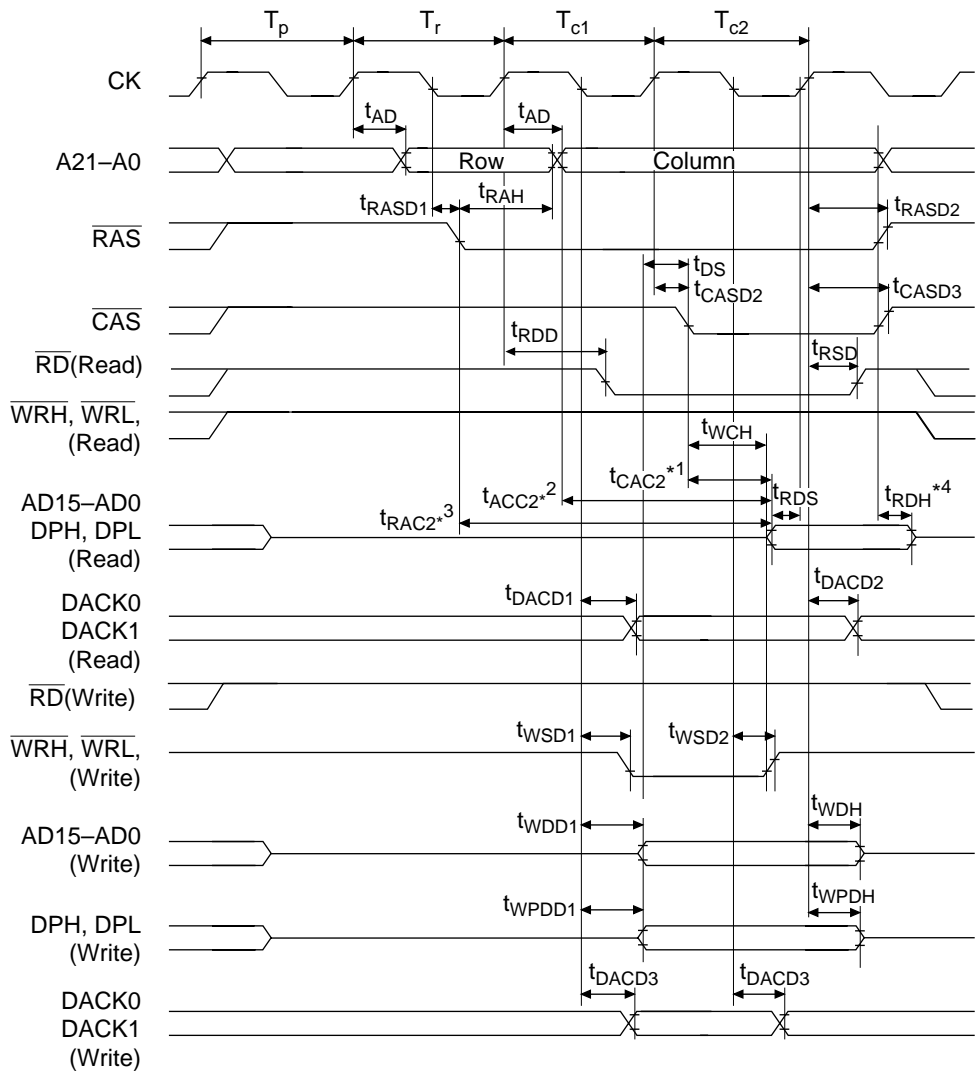 Tp Tr Tc1 Tc2
CK
tAD tAD
A21–A0 Row Column
tRASD1 tRAH tRASD2
RAS
tDS
tCASD2 tCASD3
CAS
tRDD tRSD
RD(Read)
WRH, WRL,
(Read)
tWCH
tCAC2*1
tACC2*2 tRDS tRDH*4
tRAC2*3
AD15–AD0
DPH, DPL
(Read)
tDACD1 tDACD2
DACK0
DACK1
(Read)
RD(Write)
tWSD1 tWSD2
WRH, WRL,
(Write)
tWDD1 tWDH
AD15–AD0
(Write)
tWPDD1 tWPDH
DPH, DPL
(Write)
tDACD3 tDACD3
DACK0
DACK1
(Write)